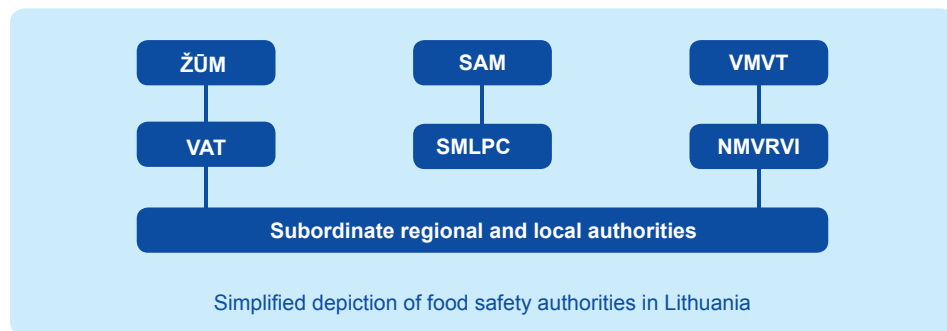 ŽŪM
SAM
VMVT
VAT
SMLPC
NMVRVI
Subordinate regional and local authorities
Simplified depiction of food safety authorities in Lithuania